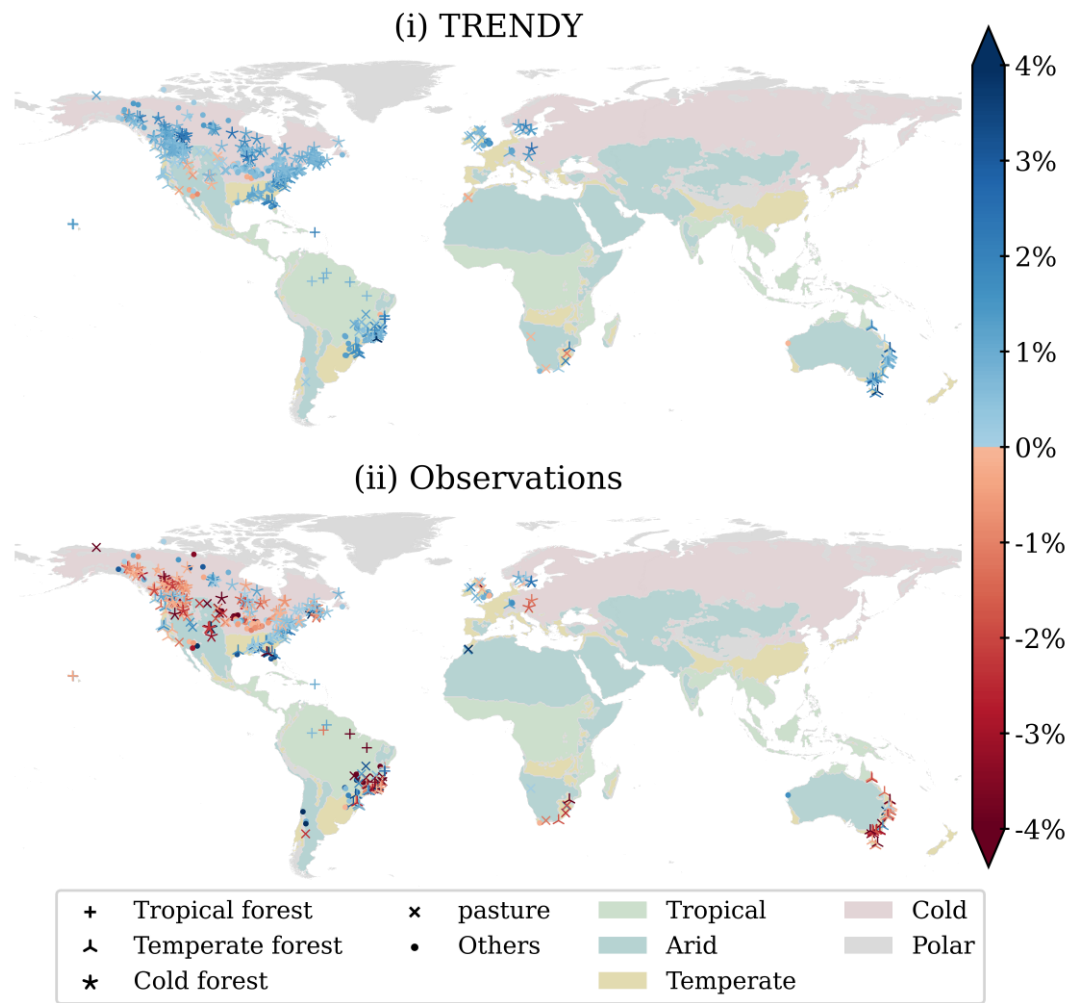 (i) TRENDY
4%
3%
2%
1%
0%
-1%
-2%
-3%
-4%
(ii) Observations
Tropical forest
Temperate forest
Cold forest
pasture
Others
Tropical
Arid
Temperate
Cold
Polar